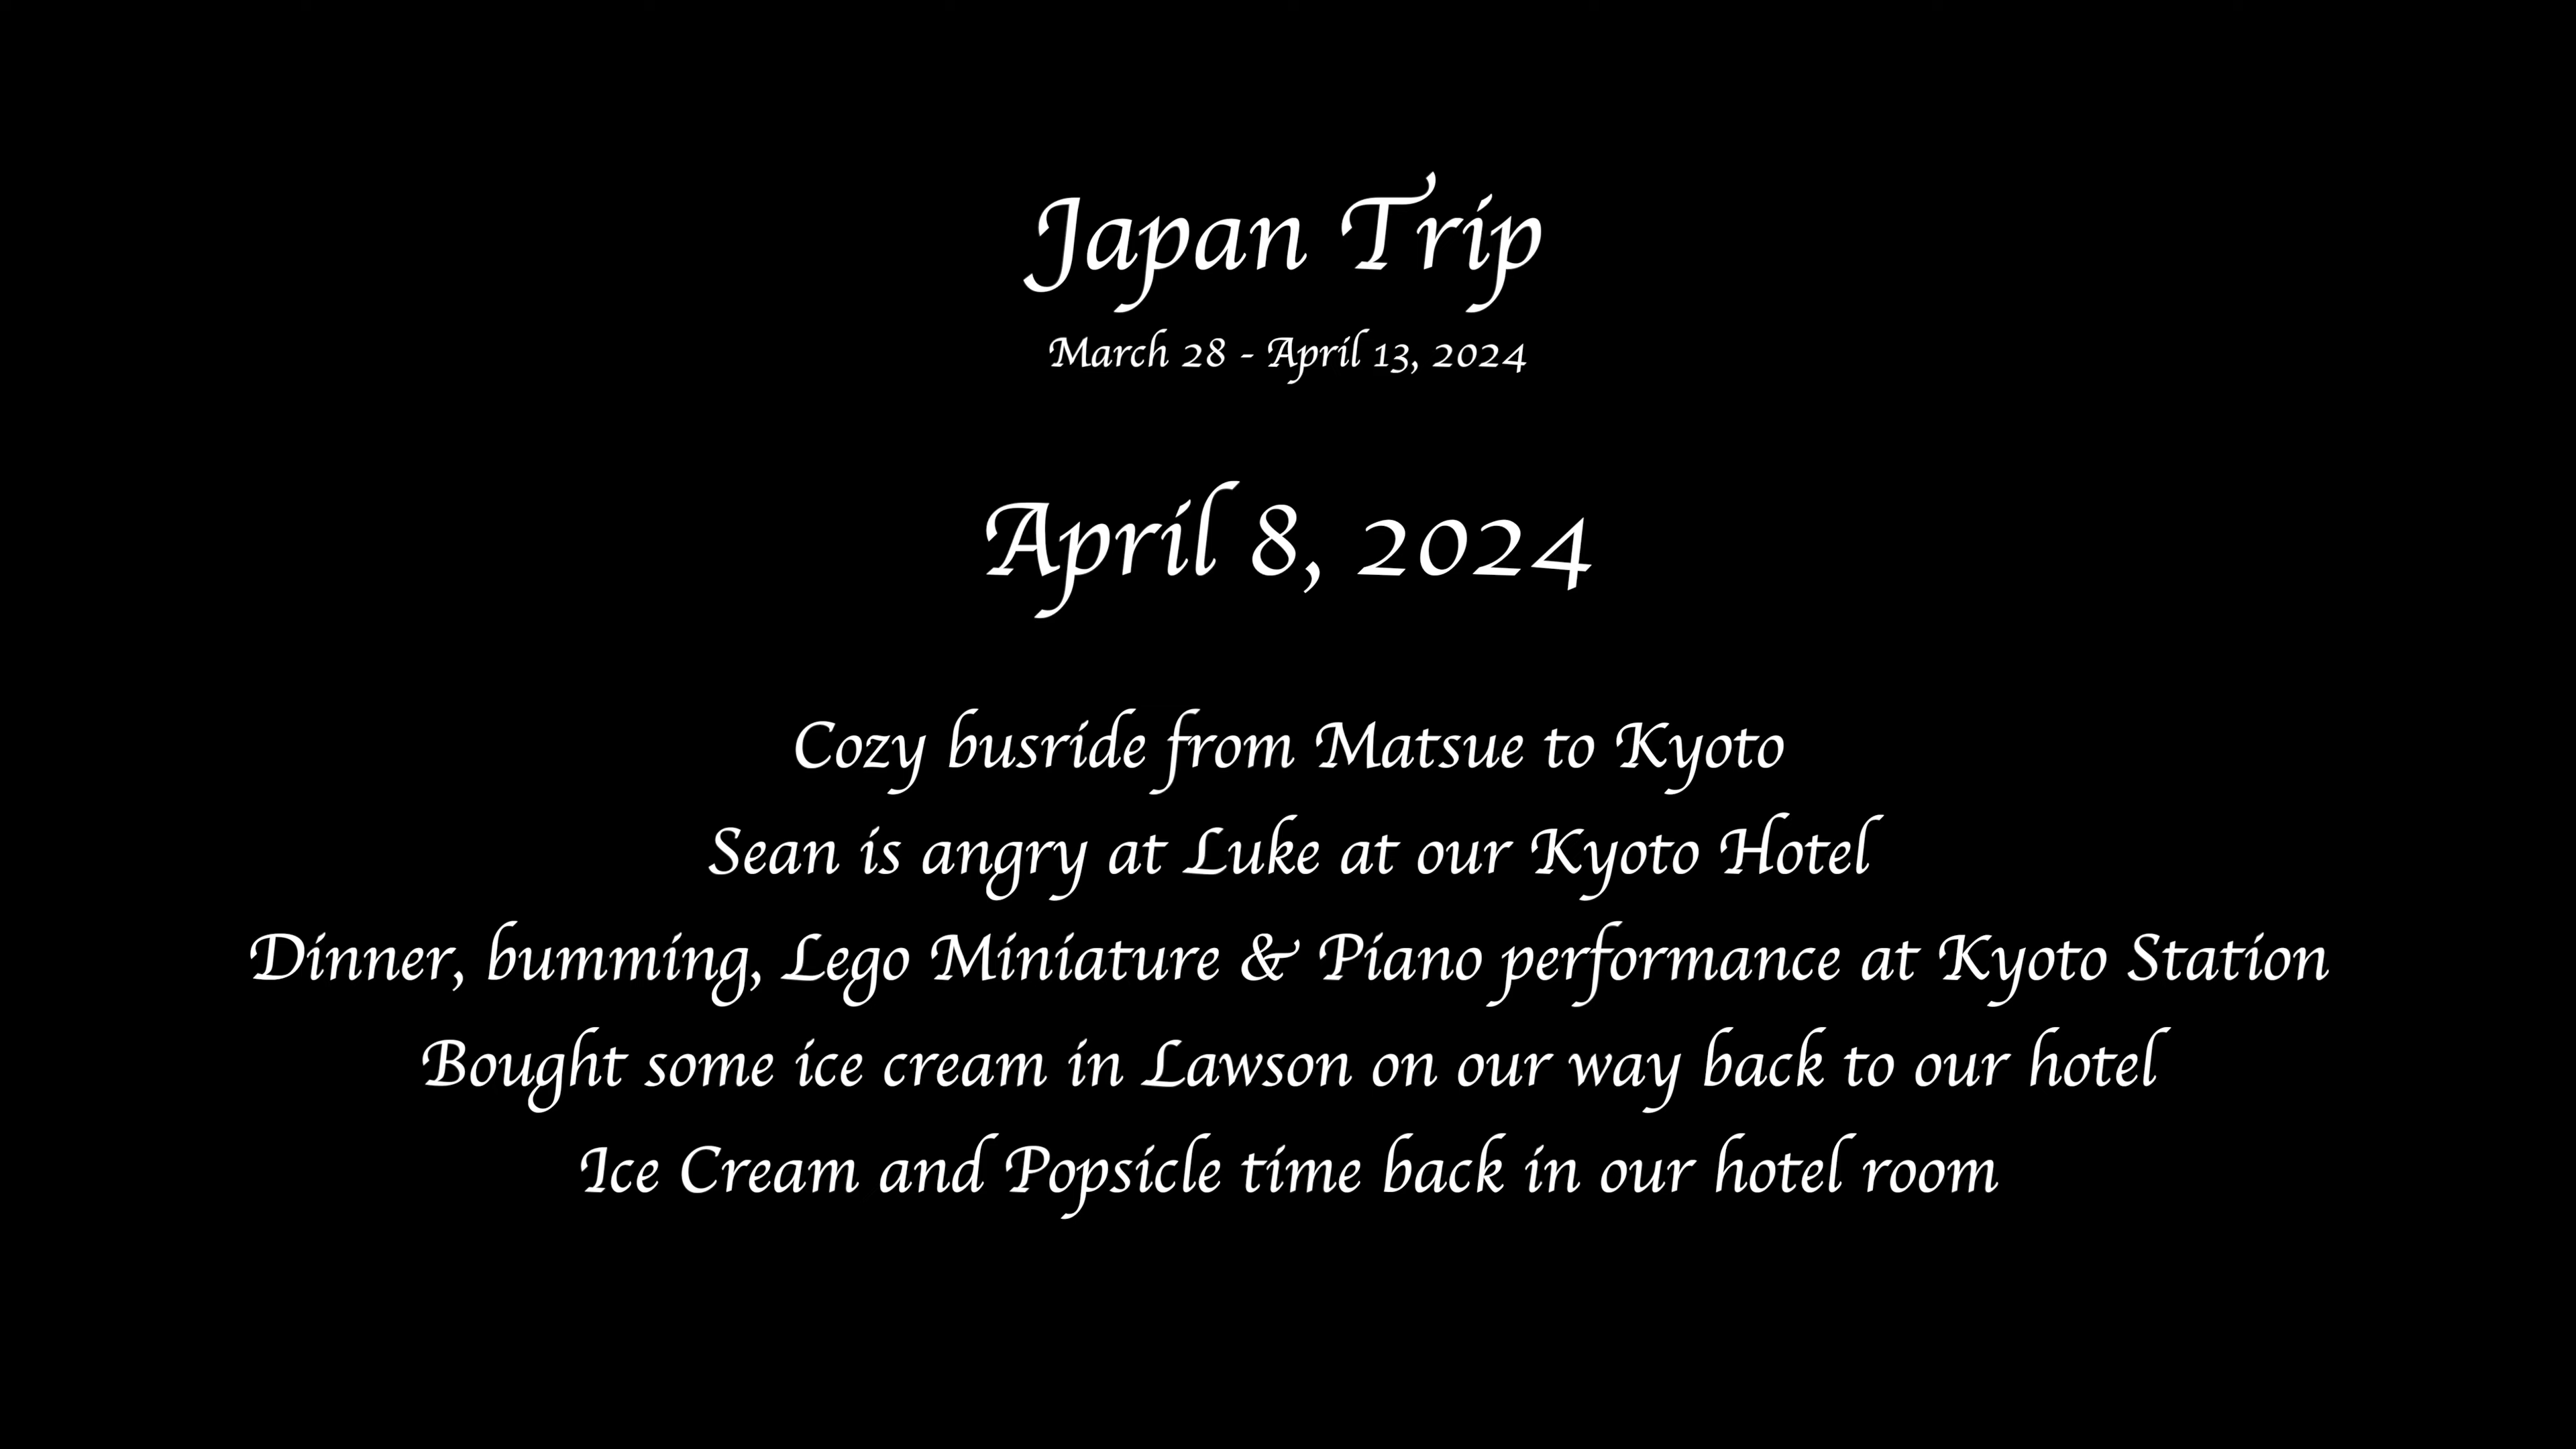 Japan Trip
March 28 - April 13, 2024
April 8, 2024
Cozy busride from Matsue to Kyoto
Sean is angry at Luke at our Kyoto Hotel
Dinner, bumming, Lego Miniature & Piano performance at Kyoto Station
Bought some ice cream in Lawson on our way back to our hotel
Ice Cream and Popsicle time back in our hotel room